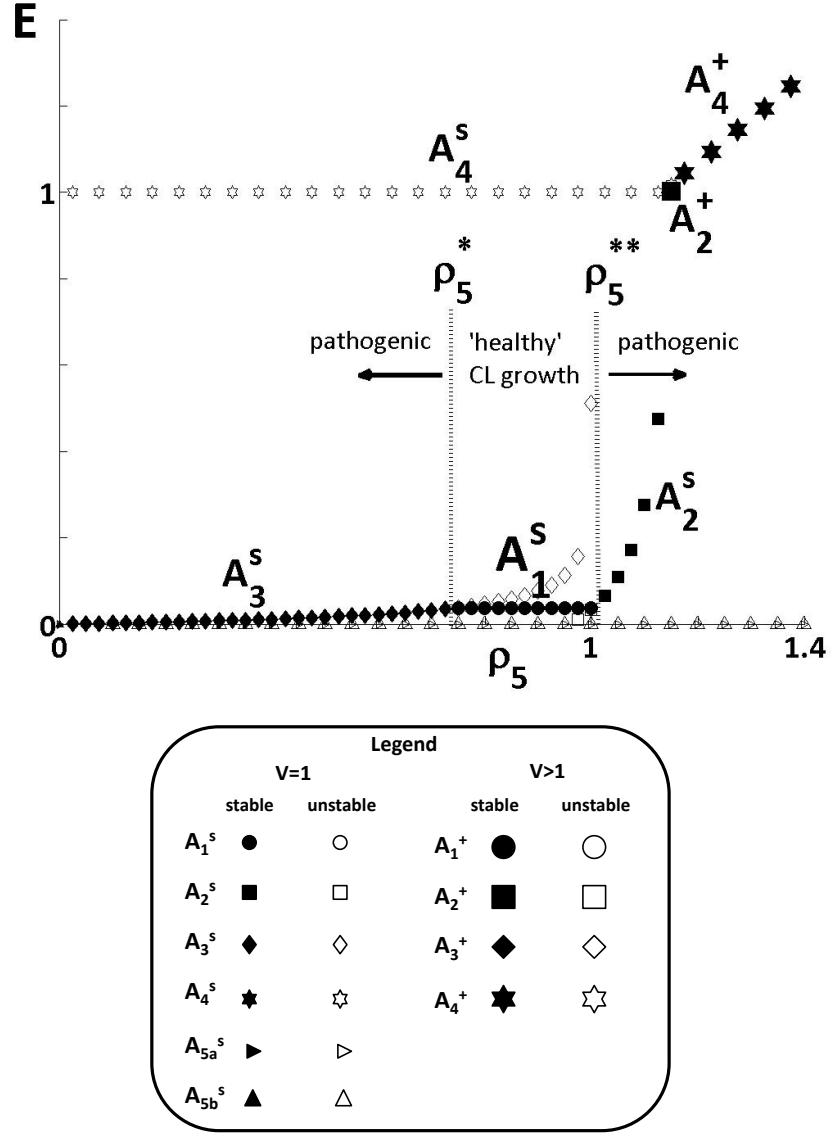 E
A₄⁺
A₄ˢ
1
A₂⁺
ρ₅* ρ₅**
pathogenic 'healthy' pathogenic
CL growth
A₂ˢ
A₁ˢ
A₃ˢ
0
0 ρ₅ 1 1.4
Legend
V=1 V>1
stable unstable stable unstable
A₁ˢ A₁⁺
A₂ˢ A₂⁺
A₃ˢ A₃⁺
A₄ˢ A₄⁺
A₅ₐˢ
A₅bˢ